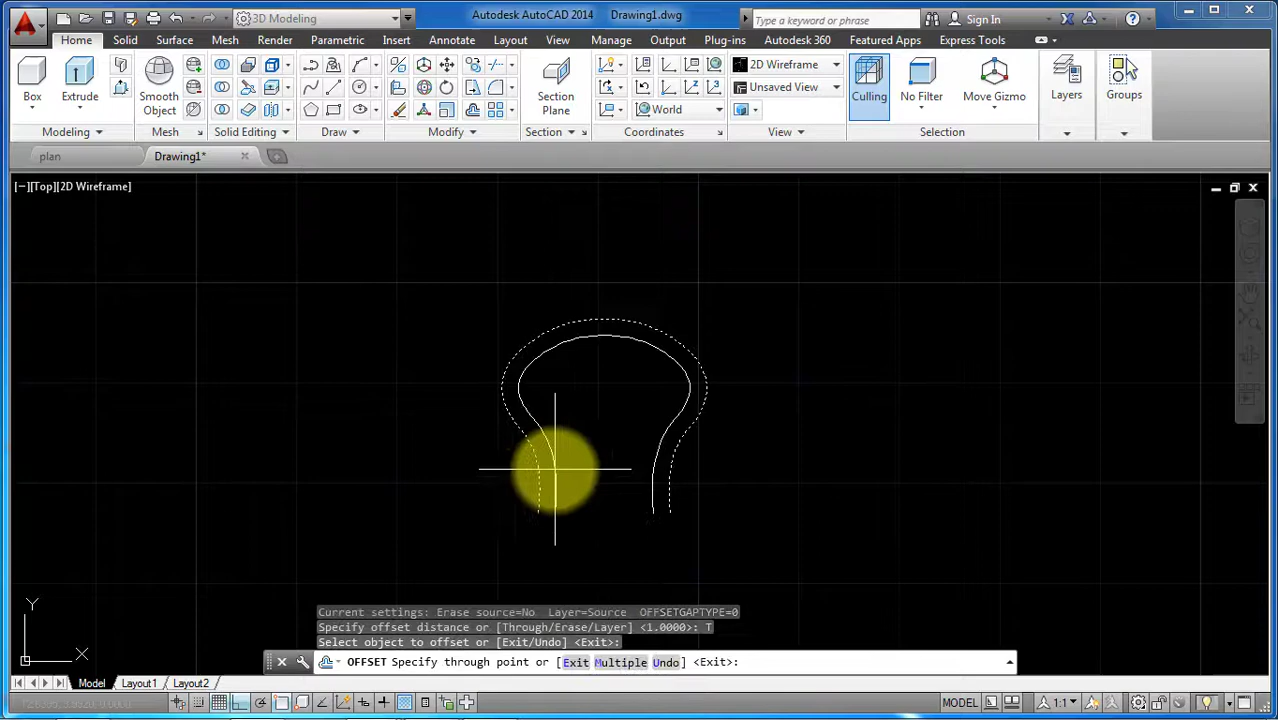 3D Modeling
Autodesk AutoCAD 2014 Drawing1.dwg
Type a keyword or phrase
Sign In
Home Solid Surface Mesh Render Parametric Insert Annotate Layout View Manage Output Plug-ins Autodesk 360 Featured Apps Express Tools
2D Wireframe
Unsaved View
World
Box Extrude Smooth Object Section Plane Culling No Filter Move Gizmo Layers Groups
Modeling Mesh Solid Editing Draw Modify Section Coordinates View Selection
plan Drawing1*
[−][Top][2D Wireframe]
Y
X
Current settings: Erase source=No Layer=Source OFFSETGAPTYPE=0
Specify offset distance or [Through/Erase/Layer] <1.0000>: T
Select object to offset or [Exit/Undo] <Exit>:
OFFSET Specify through point or [Exit Multiple Undo] <Exit>:
Model Layout1 Layout2
MODEL 1:1